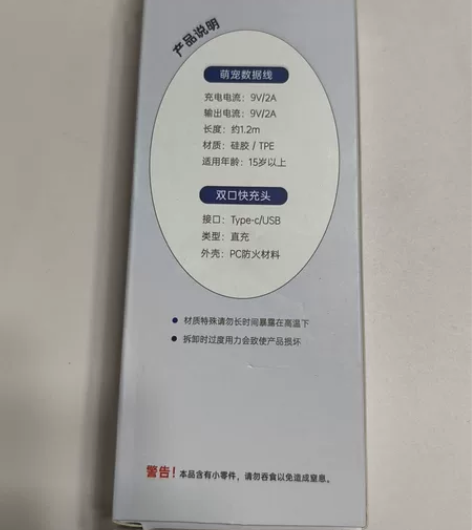 产品说明
萌宠数据线
充电电流：9V/2A
输出电流：9V/2A
长度：约1.2m
材质：硅胶 / TPE
适用年龄：15岁以上
双口快充头
接口：Type-c/USB
类型：直充
外壳：PC防火材料
● 材质特殊请勿长时间暴露在高温下
● 拆卸时过度用力会致使产品损坏
警告！本品含有小零件，请勿吞食以免造成窒息。